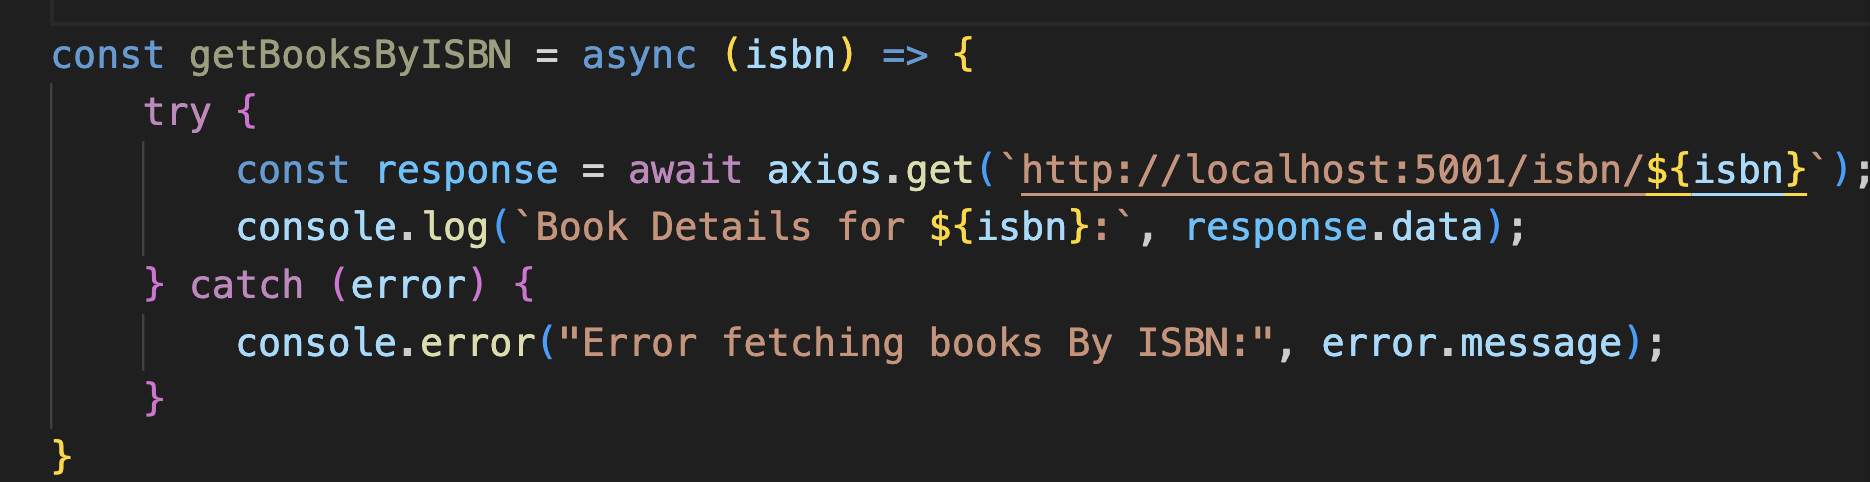 const getBooksByISBN = async (isbn) => {
    try {
        const response = await axios.get(`http://localhost:5001/isbn/${isbn}`);
        console.log(`Book Details for ${isbn}:`, response.data);
    } catch (error) {
        console.error("Error fetching books By ISBN:", error.message);
    }
}